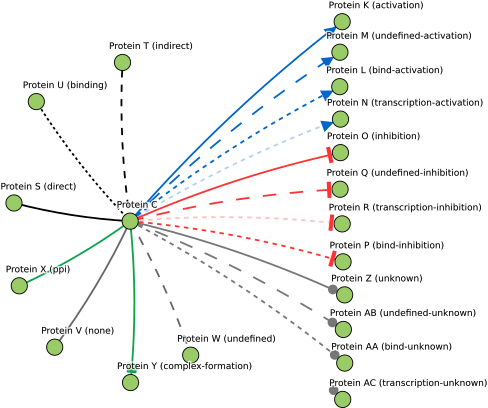 Protein K (activation)
Protein M (undefined-activation)
Protein T (indirect)
Protein L (bind-activation)
Protein U (binding)
Protein N (transcription-activation)
Protein O (inhibition)
Protein Q (undefined-inhibition)
Protein S (direct)
Protein C
Protein R (transcription-inhibition)
Protein P (bind-inhibition)
Protein X (ppi)
Protein Z (unknown)
Protein AB (undefined-unknown)
Protein V (none)
Protein W (undefined)
Protein AA (bind-unknown)
Protein Y (complex-formation)
Protein AC (transcription-unknown)